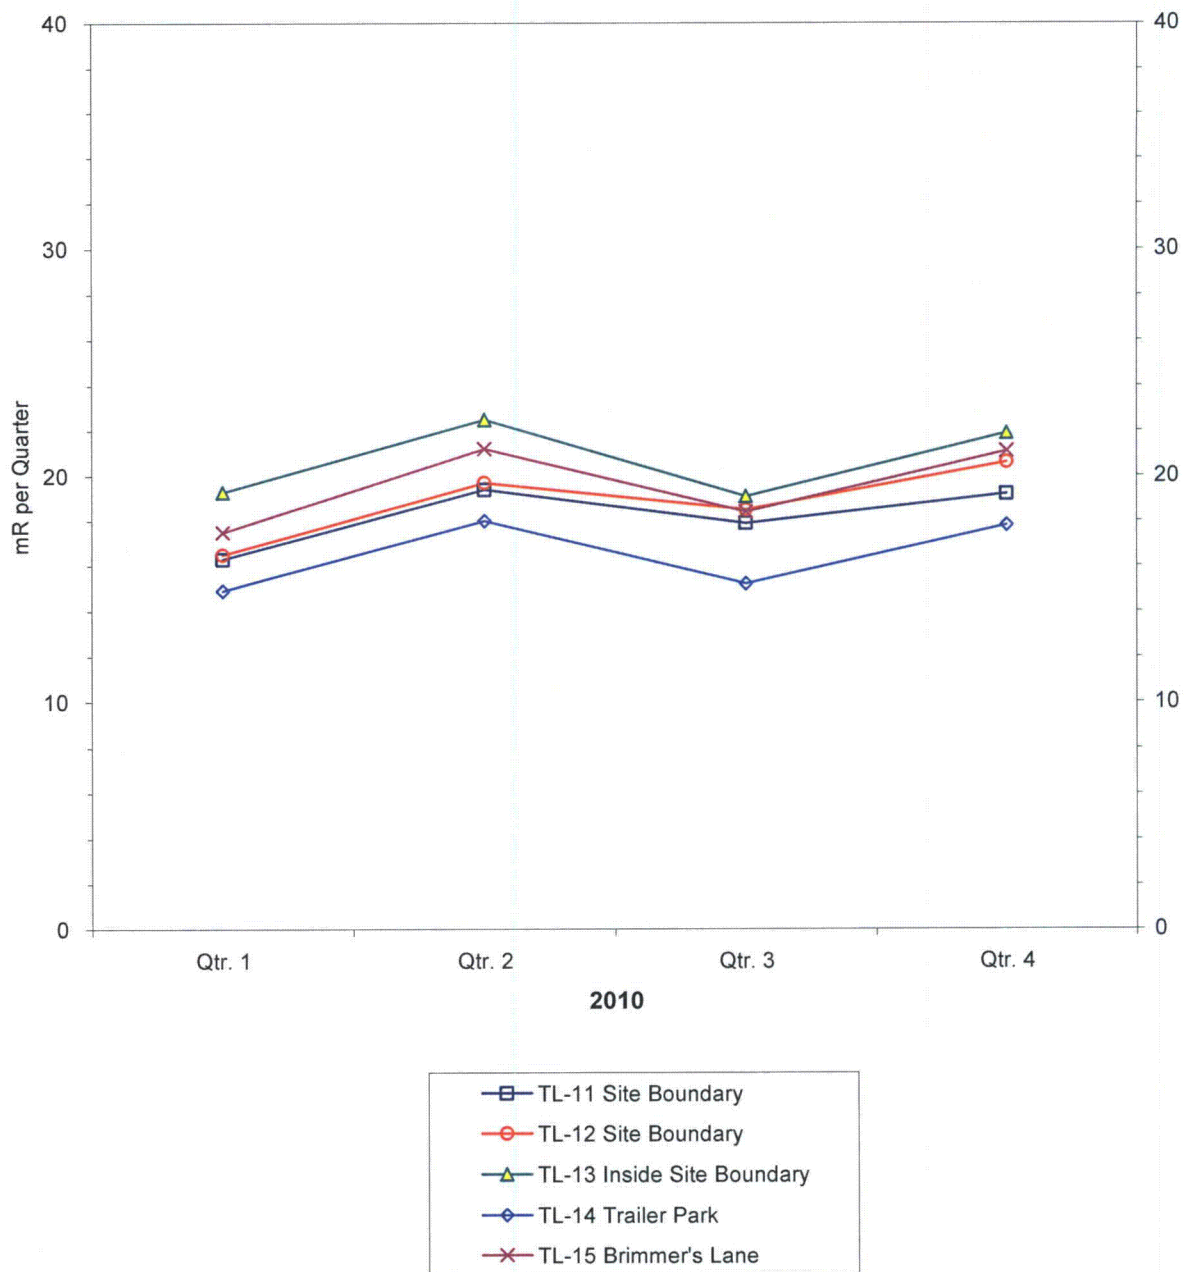 40 40
30 30
mR per Quarter
20 20
10 10
0 0
Qtr. 1 Qtr. 2 Qtr. 3 Qtr. 4
2010
TL-11 Site Boundary
TL-12 Site Boundary
TL-13 Inside Site Boundary
TL-14 Trailer Park
TL-15 Brimmer's Lane